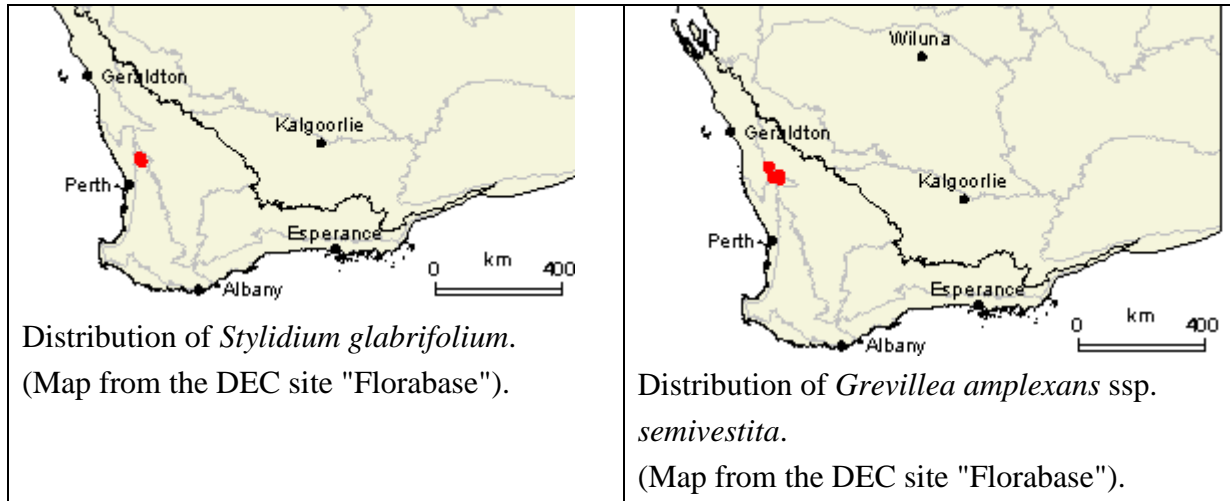 Geraldton
Kalgoorlie
Perth
Esperance
0 km 400
Albany
Distribution of Stylidium glabrifolium.
(Map from the DEC site "Florabase").
Wiluna
Geraldton
Kalgoorlie
Perth
Esperance
0 km 400
Albany
Distribution of Grevillea amplexans ssp.
semivestita.
(Map from the DEC site "Florabase").